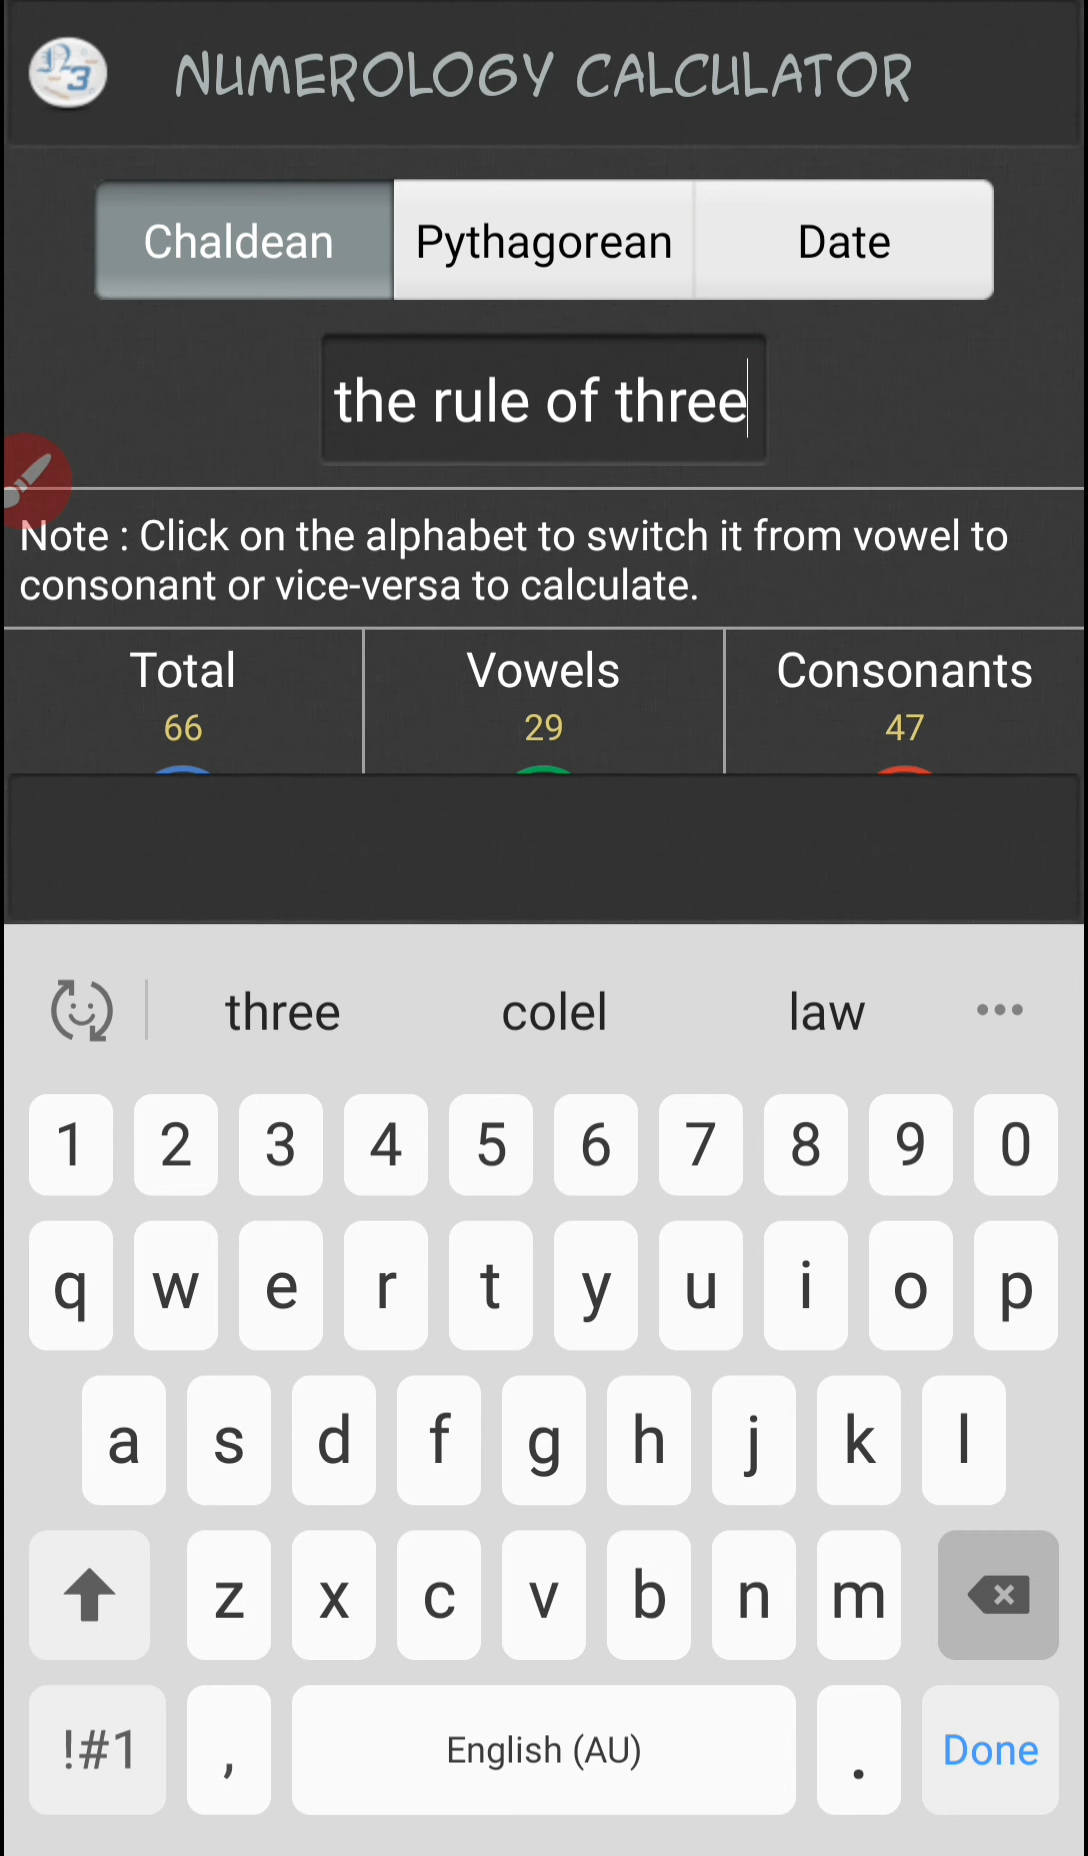 NUMEROLOGY CALCULATOR
Chaldean Pythagorean Date
the rule of three
Note : Click on the alphabet to switch it from vowel to
consonant or vice-versa to calculate.
Total Vowels Consonants
66 29 47
three colel law
1 2 3 4 5 6 7 8 9 0
q w e r t y u i o p
a s d f g h j k l
z x c v b n m
!#1 , English (AU) . Done